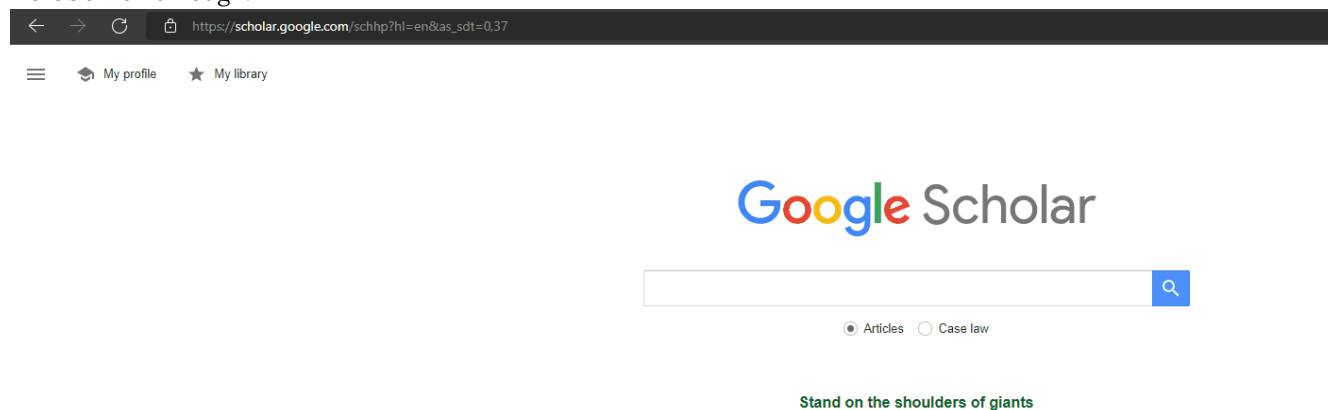 https://scholar.google.com/schhp?hl=en&as_sdt=0,37
My profile My library
Google Scholar
Articles Case law
Stand on the shoulders of giants